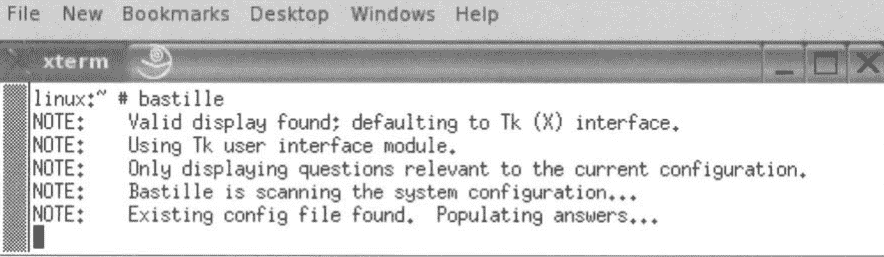 File New Bookmarks Desktop Windows Help
xterm
linux:~ # bastille
NOTE: Valid display found; defaulting to Tk (X) interface.
NOTE: Using Tk user interface module.
NOTE: Only displaying questions relevant to the current configuration.
NOTE: Bastille is scanning the system configuration...
NOTE: Existing config file found. Populating answers...